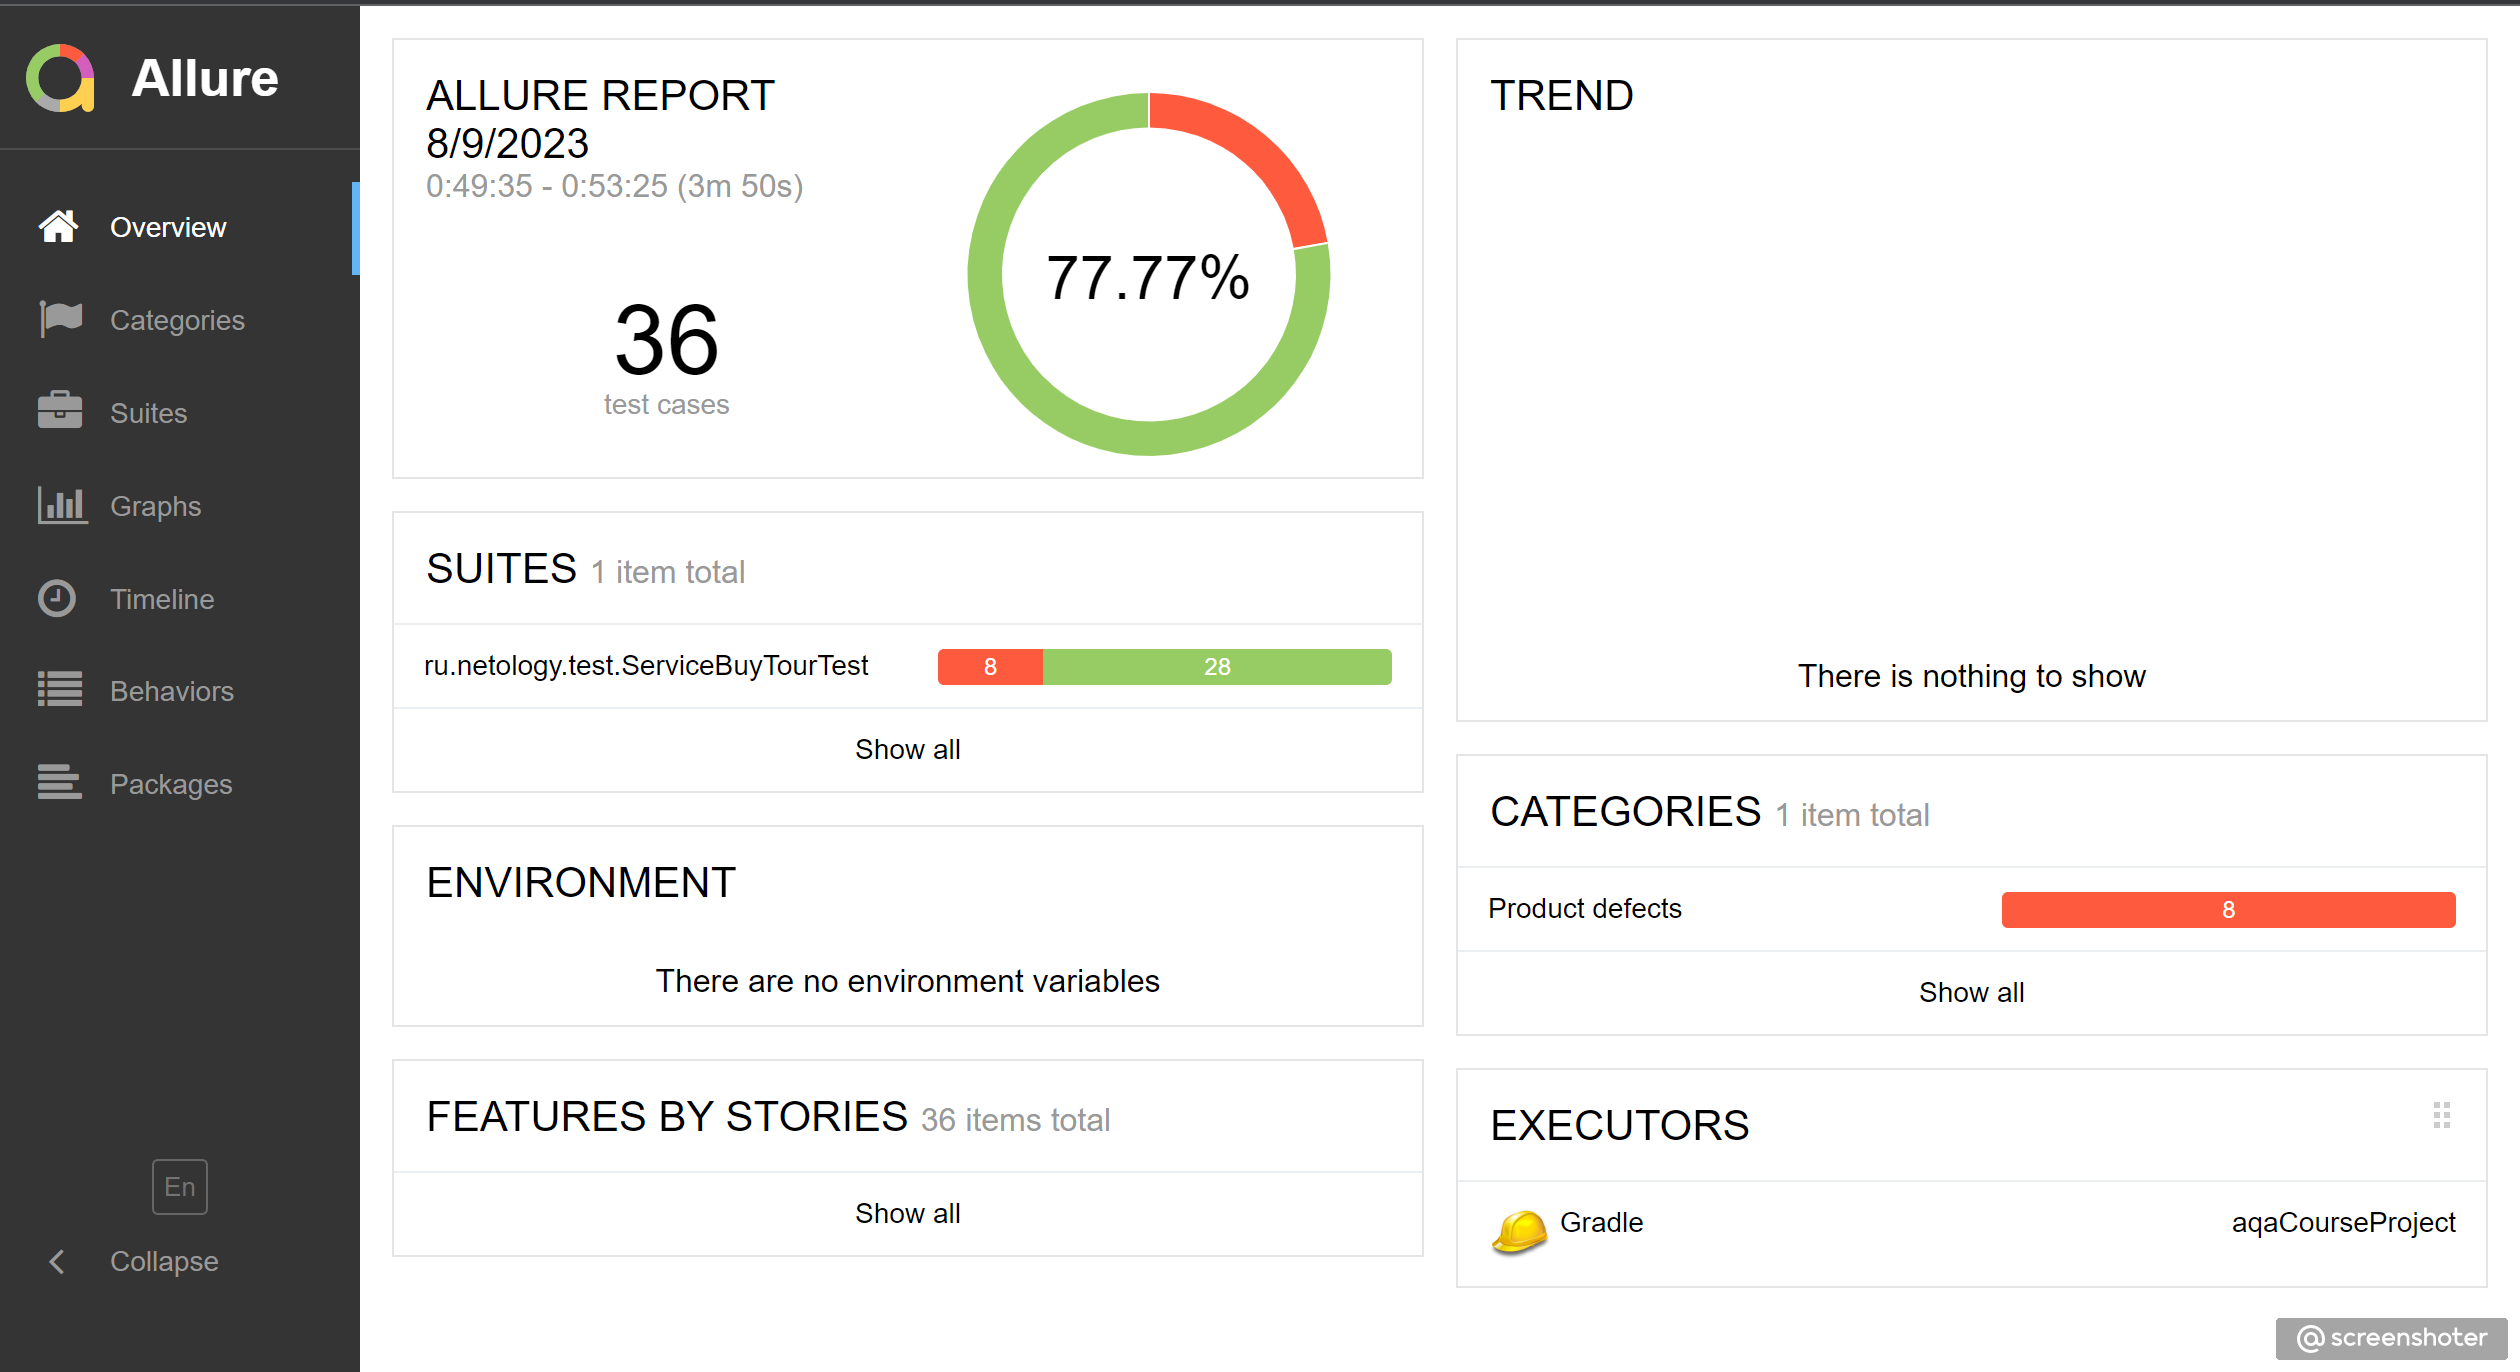 Allure
Overview
Categories
Suites
Graphs
Timeline
Behaviors
Packages
En
Collapse
ALLURE REPORT
8/9/2023
0:49:35 - 0:53:25 (3m 50s)
36
test cases
77.77%
SUITES 1 item total
ru.netology.test.ServiceBuyTourTest 8 28
Show all
ENVIRONMENT
There are no environment variables
FEATURES BY STORIES 36 items total
Show all
TREND
There is nothing to show
CATEGORIES 1 item total
Product defects 8
Show all
EXECUTORS
Gradle aqaCourseProject
@screenshoter